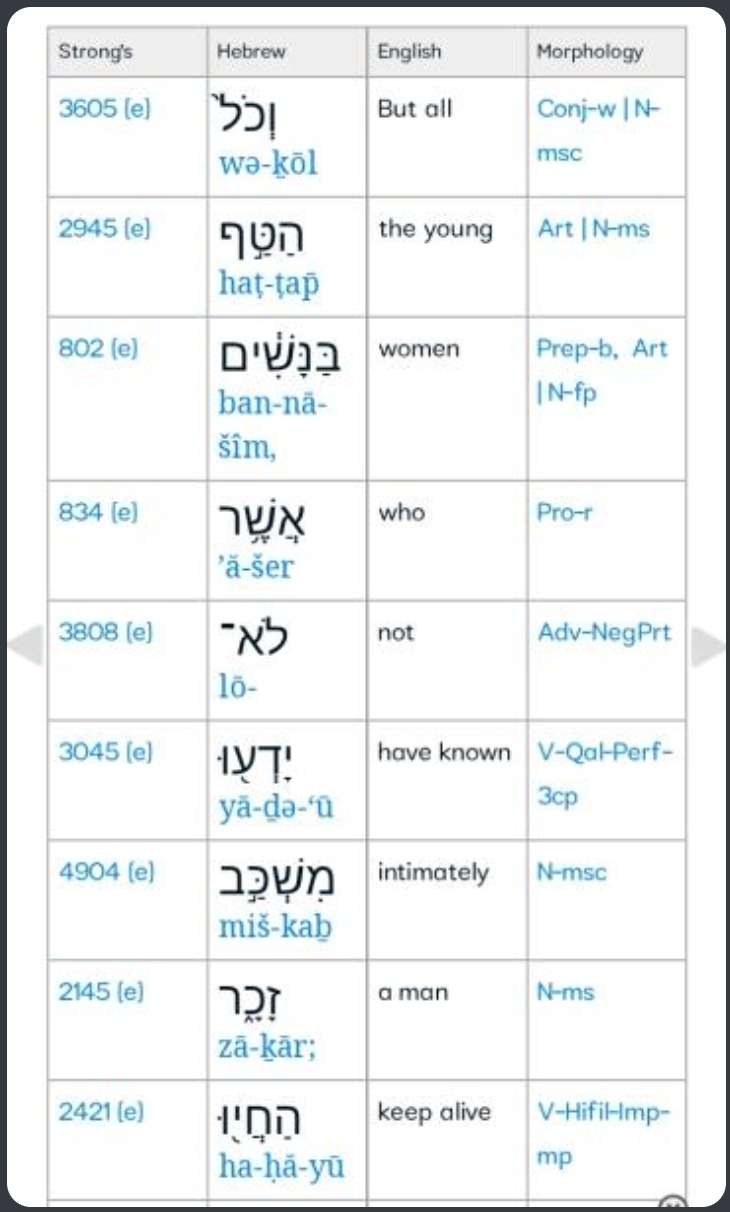 Strong's Hebrew English Morphology
3605 (e) וְכֹל֙ But all Conj-w | N-
wə-ḵōl msc
2945 (e) הַטַּ֣ף the young Art | N-ms
haṭ-ṭap̄
802 (e) בַּנָּשִׁ֔ים women Prep-b, Art
ban-nā- | N-fp
šîm,
834 (e) אֲשֶׁ֥ר who Pro-r
’ă-šer
3808 (e) לֹא־ not Adv-NegPrt
lō-
3045 (e) יָדְע֖וּ have known V-Qal-Perf-
yā-ḏə-‘ū 3cp
4904 (e) מִשְׁכַּ֣ב intimately N-msc
miš-kaḇ
2145 (e) זָכָ֑ר a man N-ms
zā-ḵār;
2421 (e) הַחֲי֖וּ keep alive V-Hifil-Imp-
ha-ḥă-yū mp